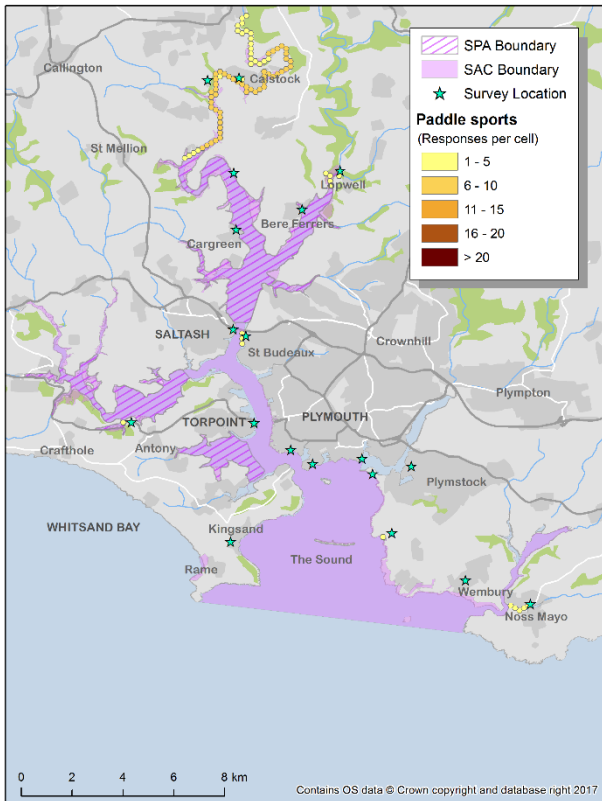 SPA Boundary
SAC Boundary
Survey Location
Paddle sports
(Responses per cell)
1 - 5
6 - 10
11 - 15
16 - 20
> 20
Callington
Calstock
St Mellion
Lopwell
Bere Ferrers
Cargreen
SALTASH
St Budeaux
Crownhill
Plympton
TORPOINT
PLYMOUTH
Antony
Crafthole
Plymstock
WHITSAND BAY
Kingsand
The Sound
Rame
Wembury
Noss Mayo
0 2 4 6 8 km
Contains OS data © Crown copyright and database right 2017